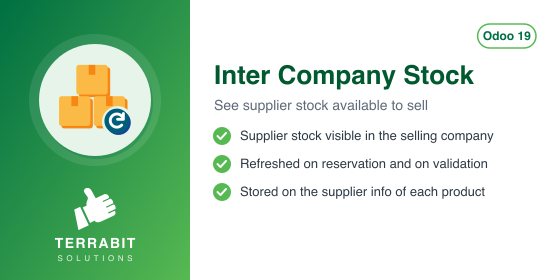 Odoo 19
Inter Company Stock
See supplier stock available to sell
Supplier stock visible in the selling company
Refreshed on reservation and on validation
Stored on the supplier info of each product
TERRABIT
SOLUTIONS